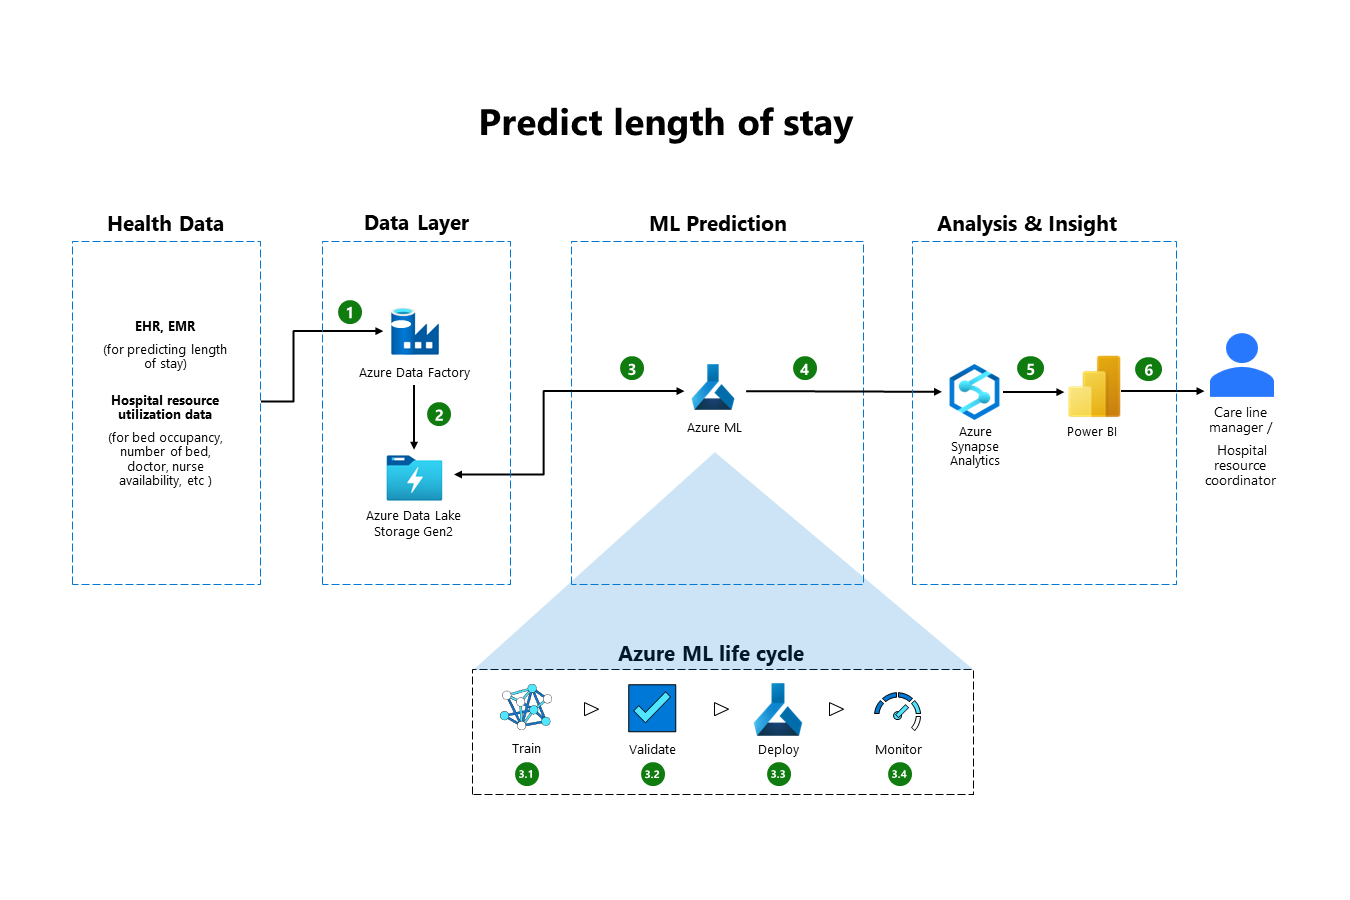 Predict length of stay
Health Data
EHR, EMR
(for predicting length
of stay)
Hospital resource
utilization data
(for bed occupancy,
number of bed,
doctor, nurse
availability, etc )
Data Layer
1
Azure Data Factory
2
Azure Data Lake
Storage Gen2
ML Prediction
3
Azure ML
4
Analysis & Insight
Azure
Synapse
Analytics
5
Power BI
6
Care line
manager /
Hospital
resource
coordinator
Azure ML life cycle
Train
3.1
Validate
3.2
Deploy
3.3
Monitor
3.4